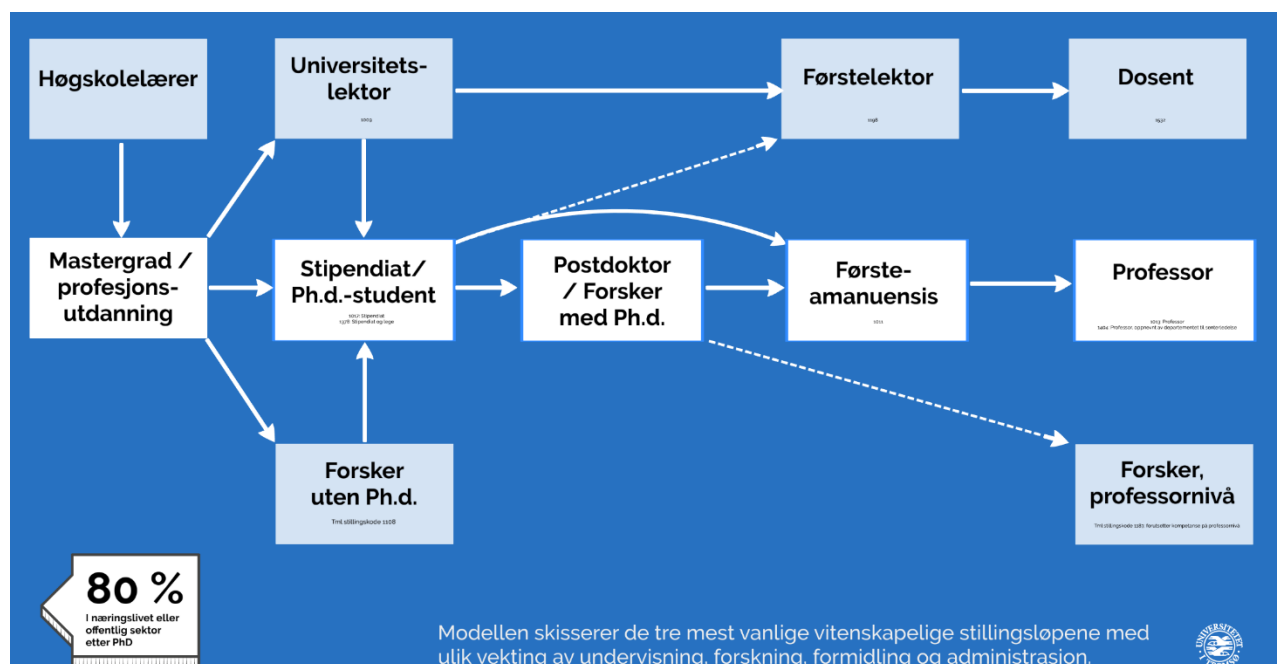 Høgskolelærer
Universitets-
lektor
Førstelektor
1198
Dosent
1532
Mastergrad /
profesjons-
utdanning
Stipendiat/
Ph.d.-student
1017: Stipendiat
1378: Stipendiat og lege
Postdoktor
/ Forsker
med Ph.d.
Første-
amanuensis
1011
Professor
1013: Professor
1404: Professor, oppnevnt av departementet til
Forsker
uten Ph.d.
Tml stillingskode 1108
Forsker,
professornivå
Tml stillingskode 1183 forutsetter kompetanse på professornivå
80 %
I næringslivet eller
offentlig sektor
etter PhD
Modellen skisserer de tre mest vanlige vitenskapelige stillingsløpene med
ulik vekting av undervisning, forskning, formidling og administrasjon.
UNIVERSITETET